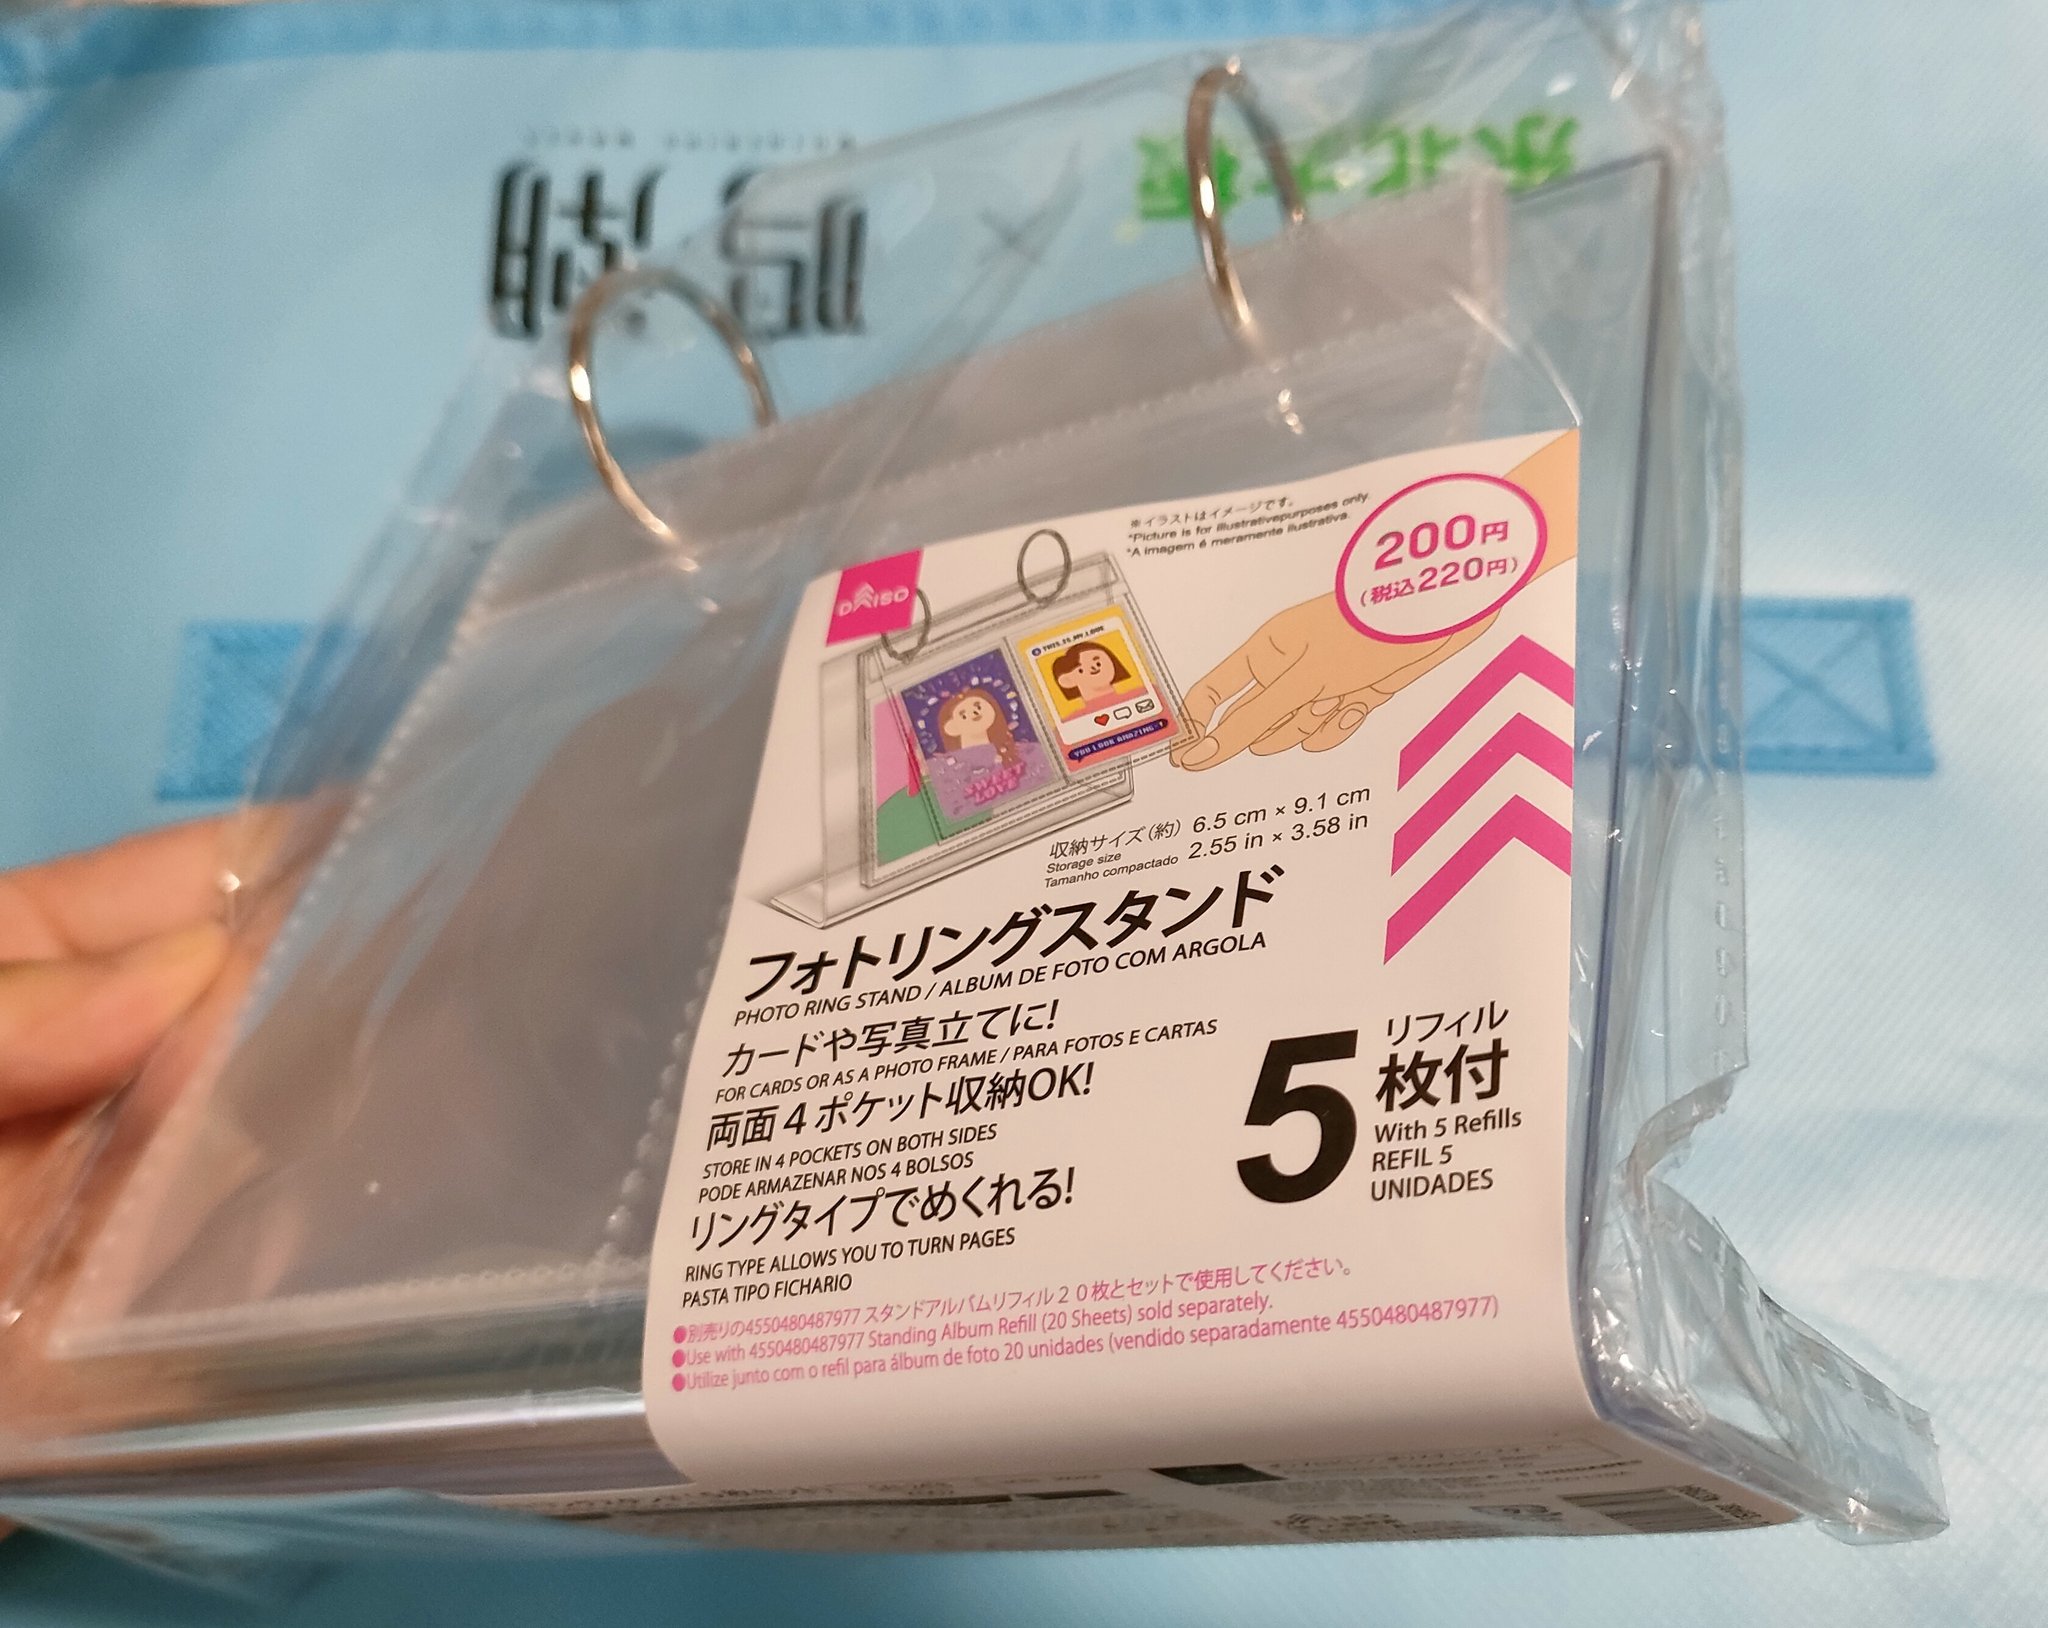 DAISO
※イラストはイメージです。
*Picture is for illustrativepurposes only.
*A imagem é meramente ilustrativa.
200円
(税込220円)
THIS IS MY LOVE
YOU LOOK AMAZING
SWEET
LOVE
収納サイズ(約) 6.5 cm × 9.1 cm
Storage size
Tamanho compactado 2.55 in × 3.58 in
フォトリングスタンド
PHOTO RING STAND / ALBUM DE FOTO COM ARGOLA
カードや写真立てに!
FOR CARDS OR AS A PHOTO FRAME / PARA FOTOS E CARTAS
両面4ポケット収納OK!
STORE IN 4 POCKETS ON BOTH SIDES
PODE ARMAZENAR NOS 4 BOLSOS
リングタイプでめくれる!
RING TYPE ALLOWS YOU TO TURN PAGES
PASTA TIPO FICHARIO
5
リフィル
枚付
With 5 Refills
REFIL 5
UNIDADES
●別売りの4550480487977 スタンドアルバムリフィル20枚とセットで使用してください。
●Use with 4550480487977 Standing Album Refill (20 Sheets) sold separately.
●Utilize junto com o refil para álbum de foto 20 unidades (vendido separadamente 4550480487977)